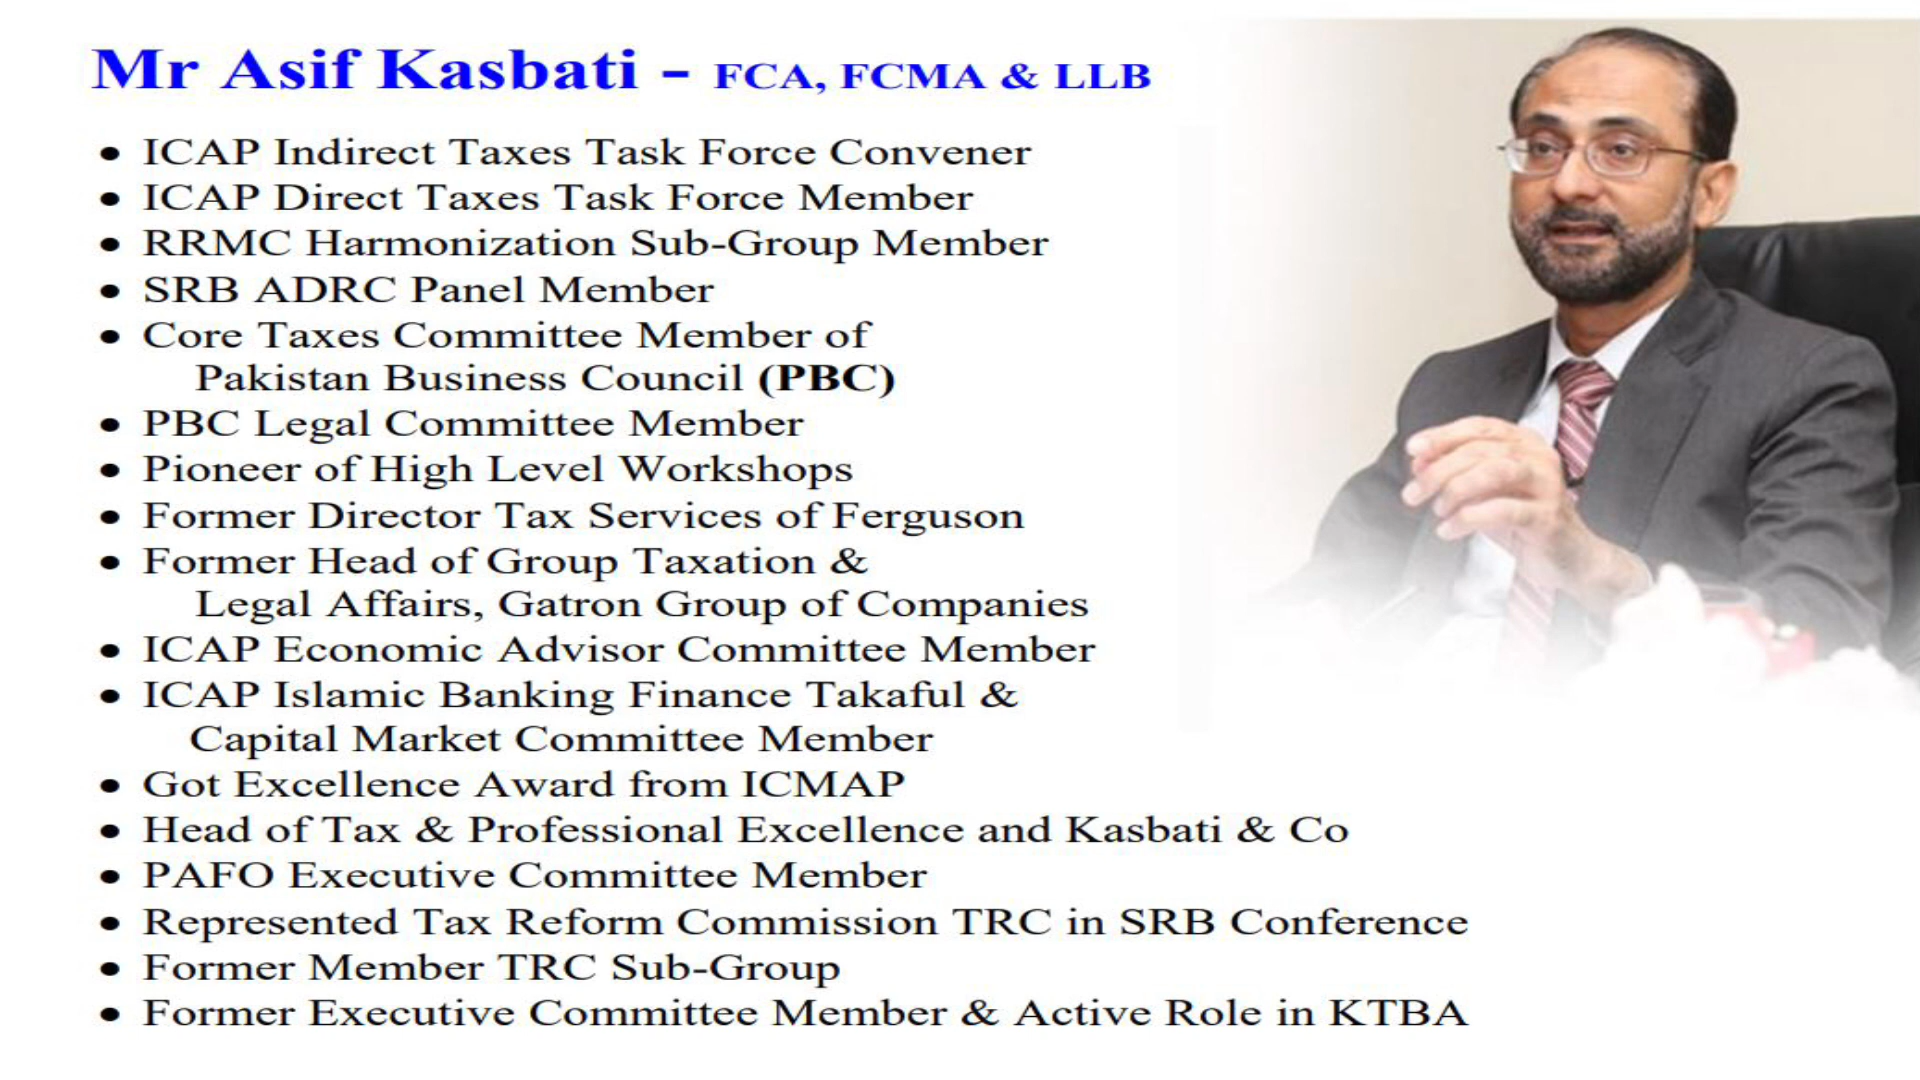 Mr Asif Kasbati – FCA, FCMA & LLB
• ICAP Indirect Taxes Task Force Convener
• ICAP Direct Taxes Task Force Member
• RRMC Harmonization Sub-Group Member
• SRB ADRC Panel Member
• Core Taxes Committee Member of
Pakistan Business Council (PBC)
• PBC Legal Committee Member
• Pioneer of High Level Workshops
• Former Director Tax Services of Ferguson
• Former Head of Group Taxation &
Legal Affairs, Gatron Group of Companies
• ICAP Economic Advisor Committee Member
• ICAP Islamic Banking Finance Takaful &
Capital Market Committee Member
• Got Excellence Award from ICMAP
• Head of Tax & Professional Excellence and Kasbati & Co
• PAFO Executive Committee Member
• Represented Tax Reform Commission TRC in SRB Conference
• Former Member TRC Sub-Group
• Former Executive Committee Member & Active Role in KTBA